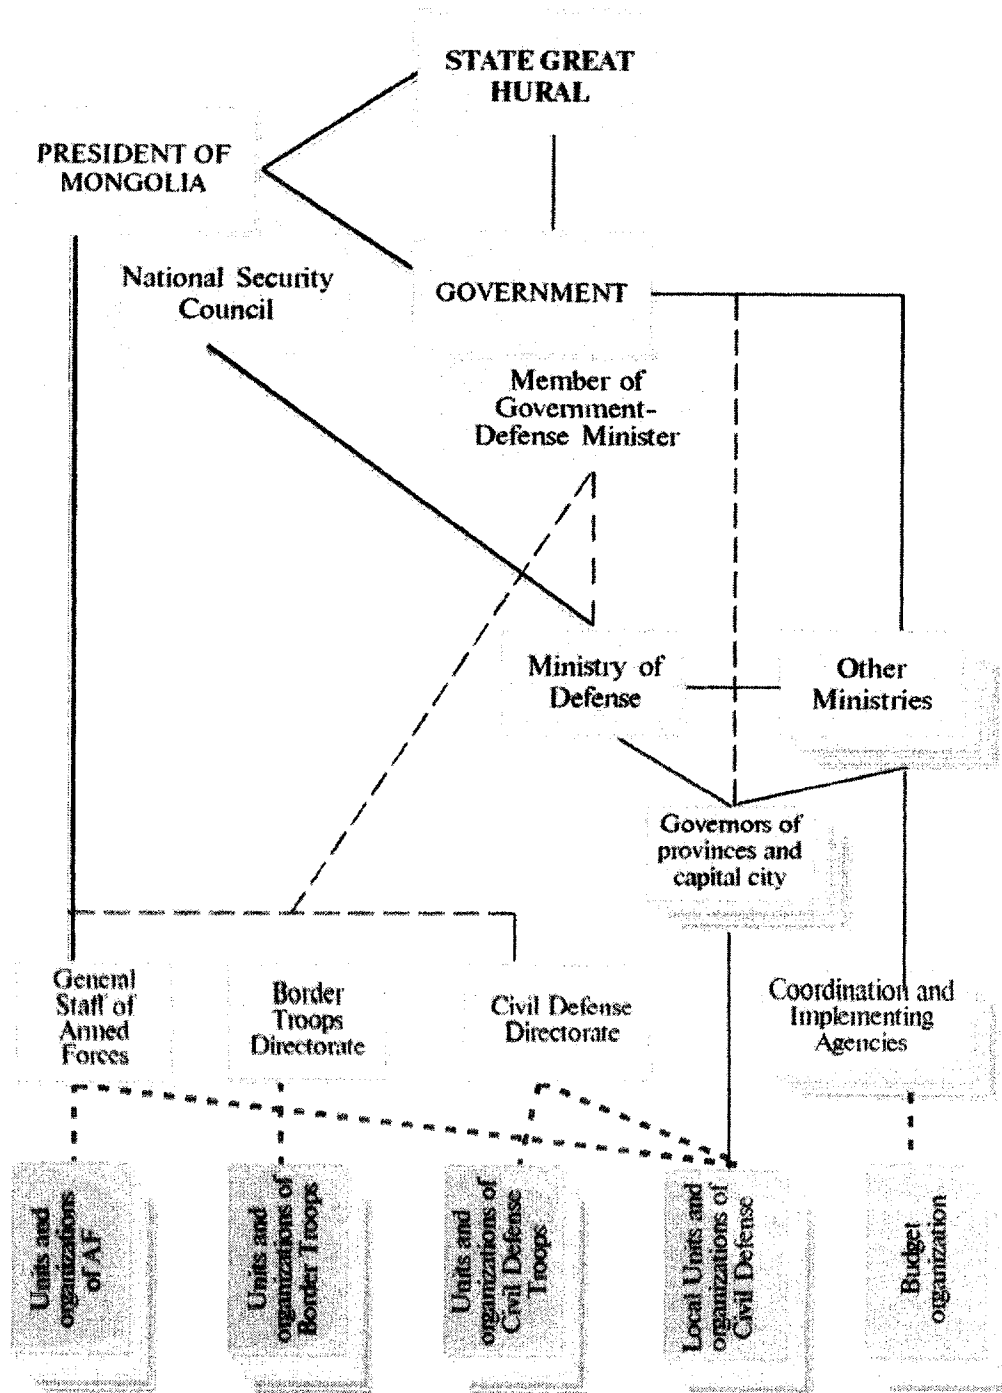 STATE GREAT
HURAL
PRESIDENT OF
MONGOLIA
National Security
Council
GOVERNMENT
Member of
Government-
Defense Minister
Ministry of
Defense
Other
Ministries
Governors of
provinces and
capital city
General
Staff of
Armed
Forces
Border
Troops
Directorate
Civil Defense
Directorate
Coordination and
Implementing
Agencies
Units and
organizations
of AF
Units and
organizations of
Border Troops
Units and
organizations of
Civil Defense
Troops
Local Units and
organizations of
Civil Defense
Budget
organization